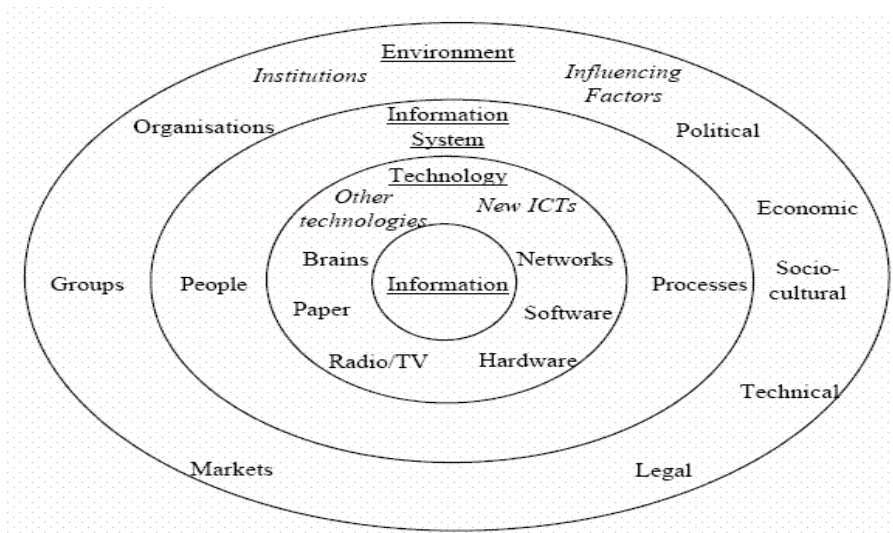 Environment
Institutions
Influencing
Factors
Organisations
Political
Information
System
Technology
Other
technologies
New ICTs
Economic
Brains
Networks
Groups
People
Information
Processes
Socio-
cultural
Paper
Software
Radio/TV
Hardware
Technical
Markets
Legal